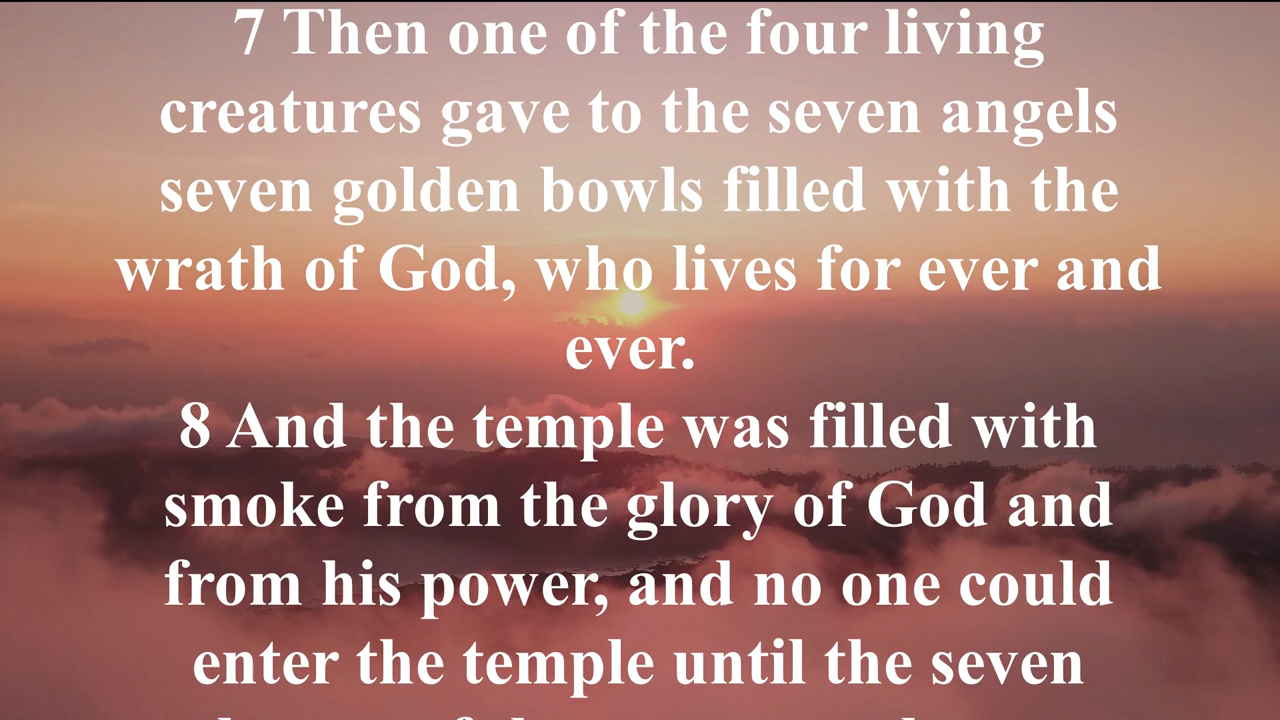 7 Then one of the four living
creatures gave to the seven angels
seven golden bowls filled with the
wrath of God, who lives for ever and
ever.
8 And the temple was filled with
smoke from the glory of God and
from his power, and no one could
enter the temple until the seven